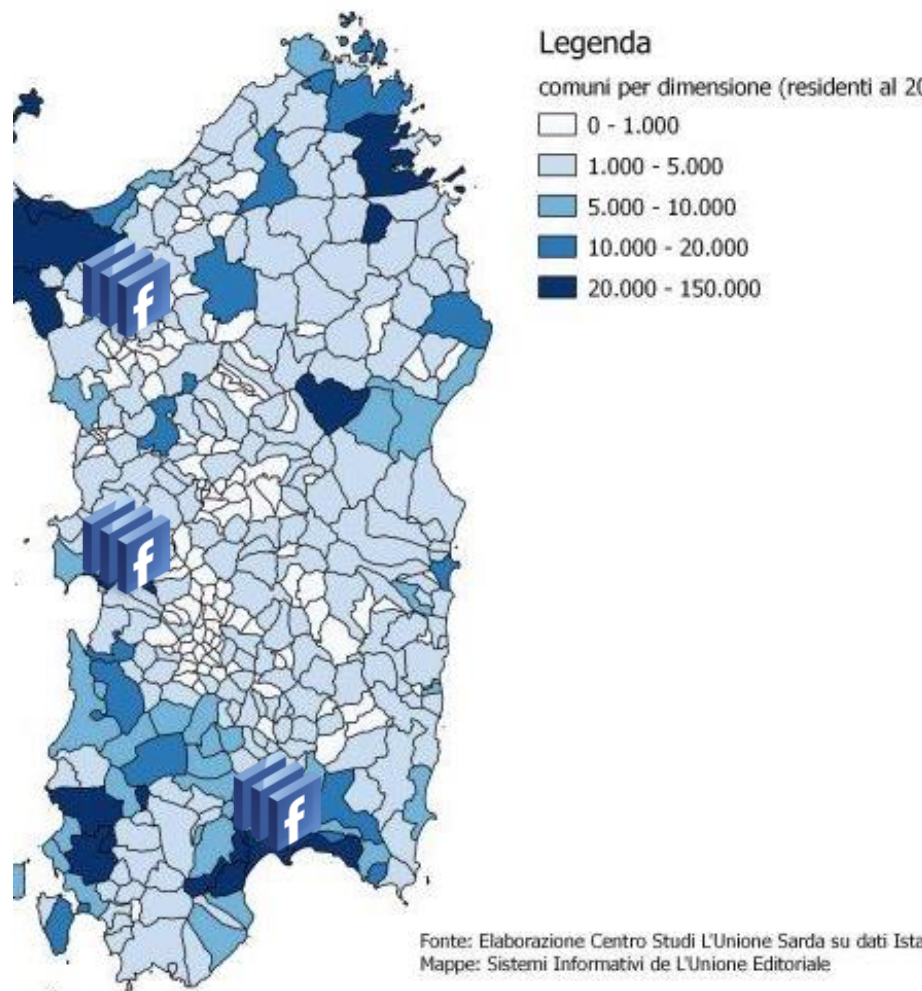 Legenda
comuni per dimensione (residenti al 20
0 - 1.000
1.000 - 5.000
5.000 - 10.000
10.000 - 20.000
20.000 - 150.000
f
f
f
Fonte: Elaborazione Centro Studi L'Unione Sarda su dati Ista
Mappe: Sistemi Informativi de L'Unione Editoriale